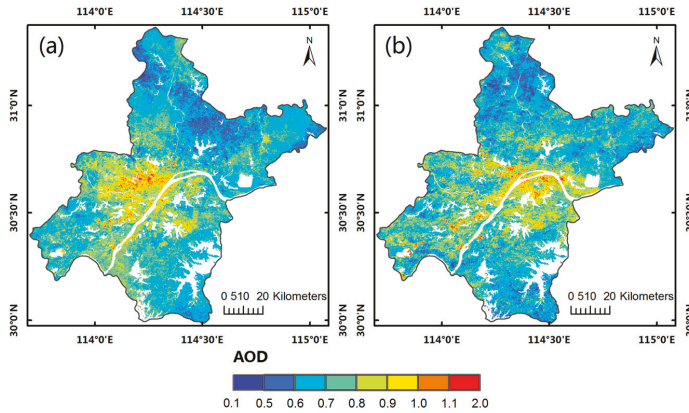 114°0'E 114°30'E 115°0'E 114°0'E 114°30'E 115°0'E
(a) N (b) N
31°0'N 31°0'N
30°30'N 30°30'N
0 510 20 Kilometers 0 510 20 Kilometers
30°0'N 30°0'N
114°0'E 114°30'E 115°0'E 114°0'E 114°30'E 115°0'E
AOD
0.1 0.5 0.6 0.7 0.8 0.9 1.0 1.1 2.0